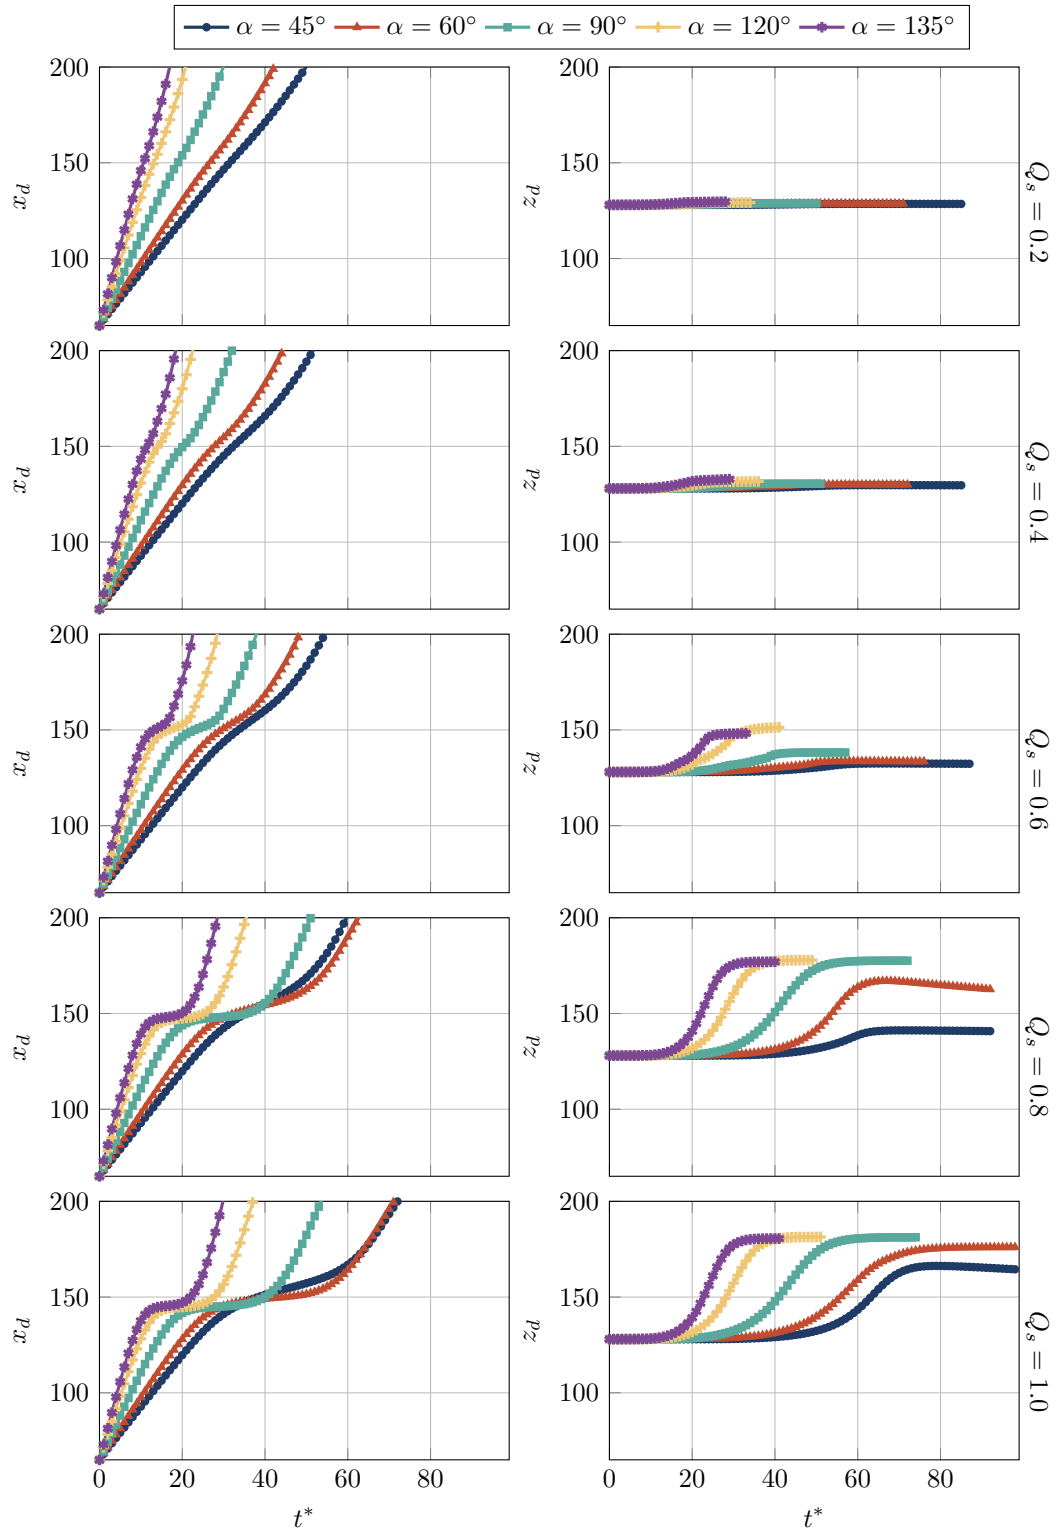 α = 45° α = 60° α = 90° α = 120° α = 135°
200
150
100
x_d
200
150
100
z_d
Q_s = 0.2
200
150
100
x_d
200
150
100
z_d
Q_s = 0.4
200
150
100
x_d
200
150
100
z_d
Q_s = 0.6
200
150
100
x_d
200
150
100
z_d
Q_s = 0.8
200
150
100
x_d
0 20 40 60 80
t*
200
150
100
z_d
20 40 60 80
t*
Q_s = 1.0